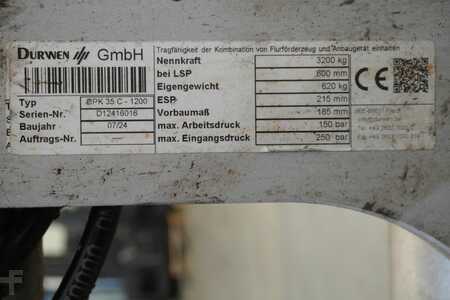 DURWEN GmbH
Typ BPK 35 C - 1200
Serien-Nr. D12416016
Baujahr 07/24
Auftrags-Nr. -
Tragfähigkeit der Kombination von Flurförderzeug und Anbaugerät einhalten
Nennkraft 3200 kg
bei LSP 600 mm
Eigengewicht 620 kg
ESP 215 mm
Vorbaumaß 185 mm
max. Arbeitsdruck 150 bar
max. Eingangsdruck 250 bar
CE